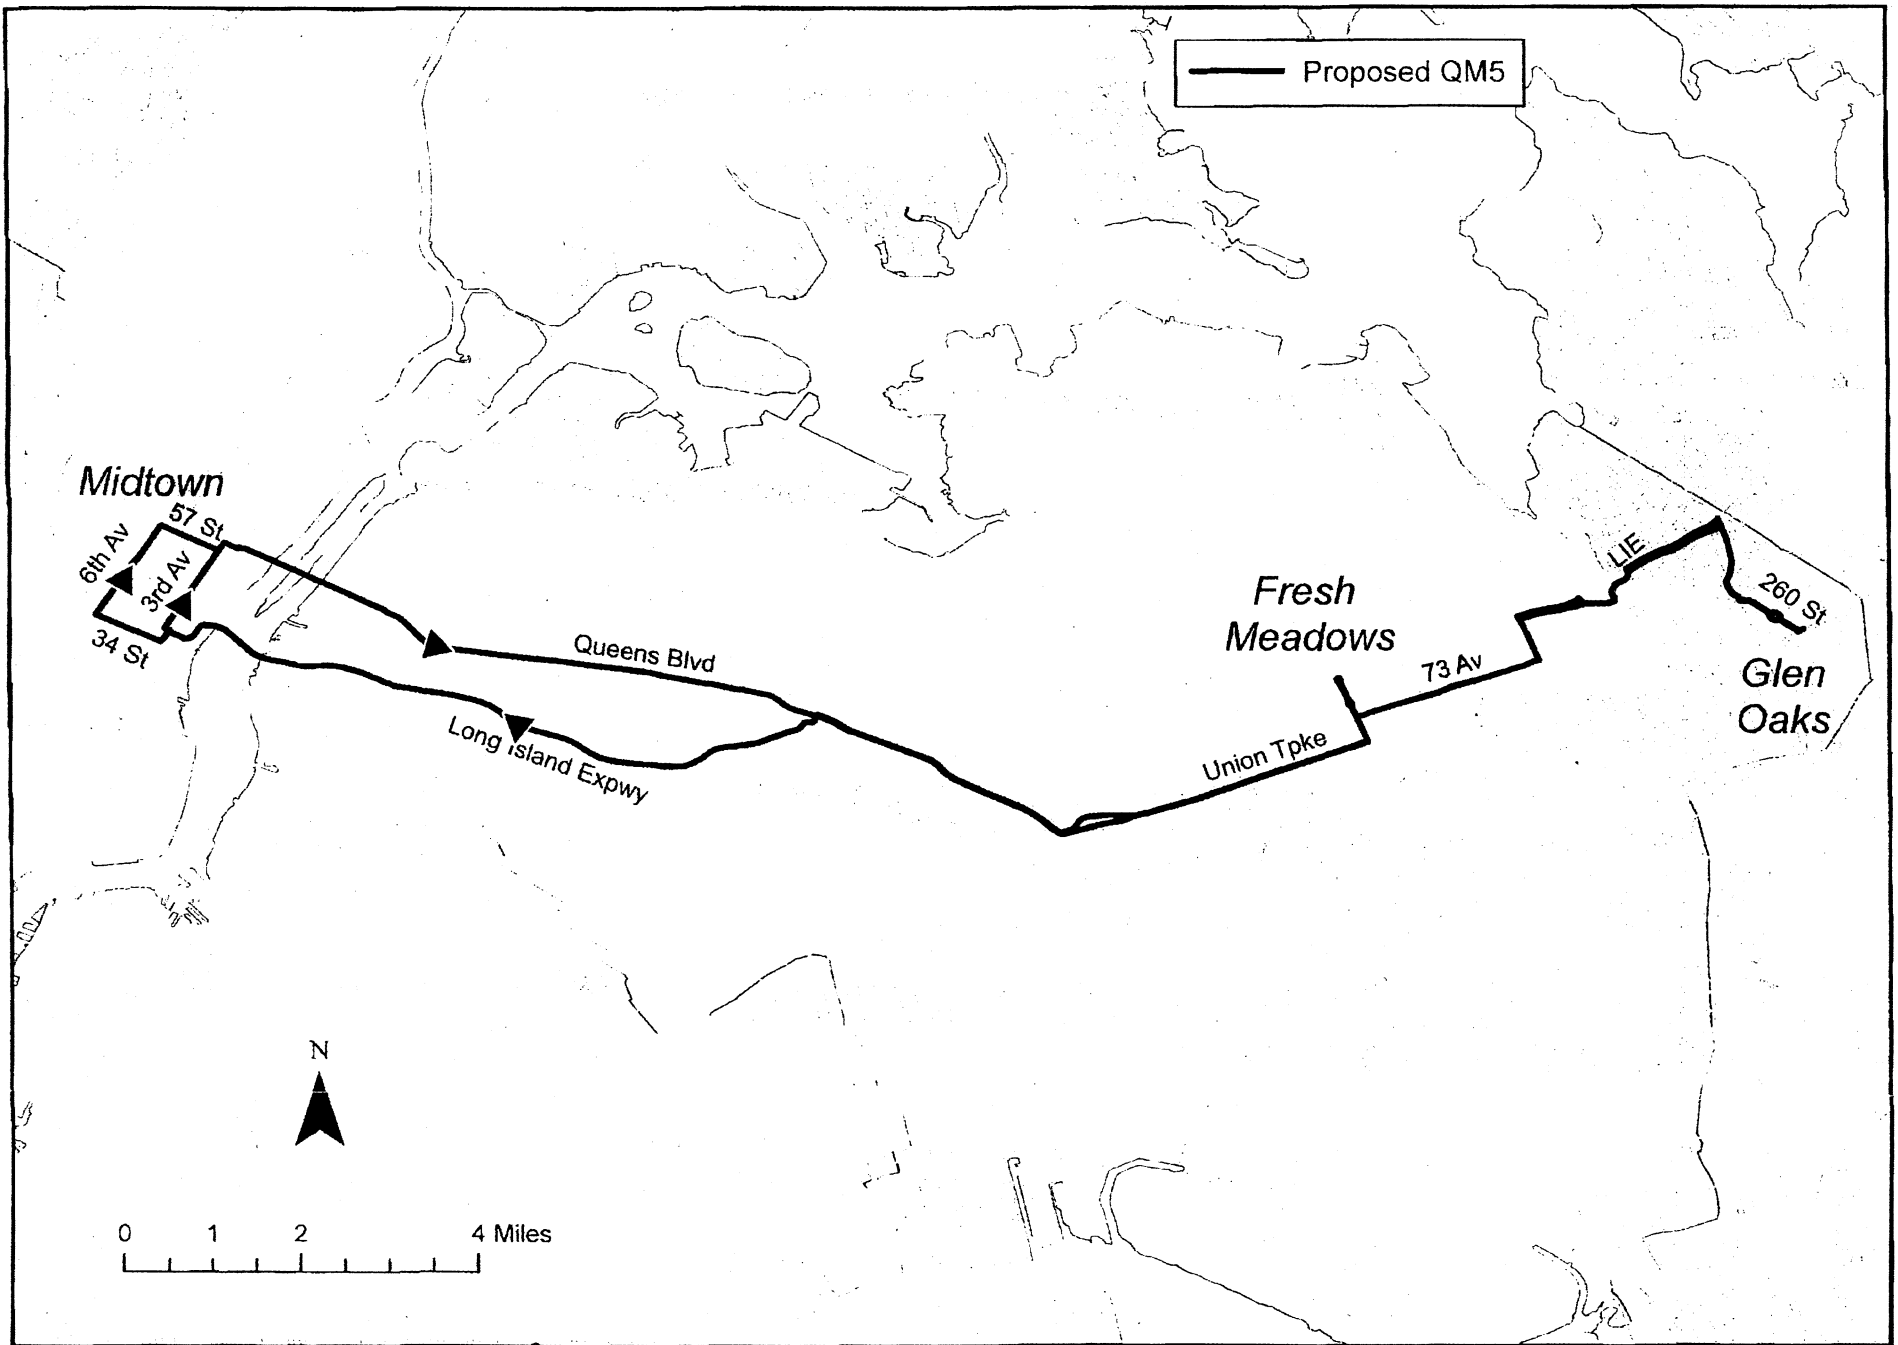 Proposed QM5
Midtown
57 St
6th Av
3rd Av
34 St
Queens Blvd
Long Island Expwy
Fresh
Meadows
Union Tpke
73 Av
LIE
260 St
Glen
Oaks
N
0 1 2 4 Miles